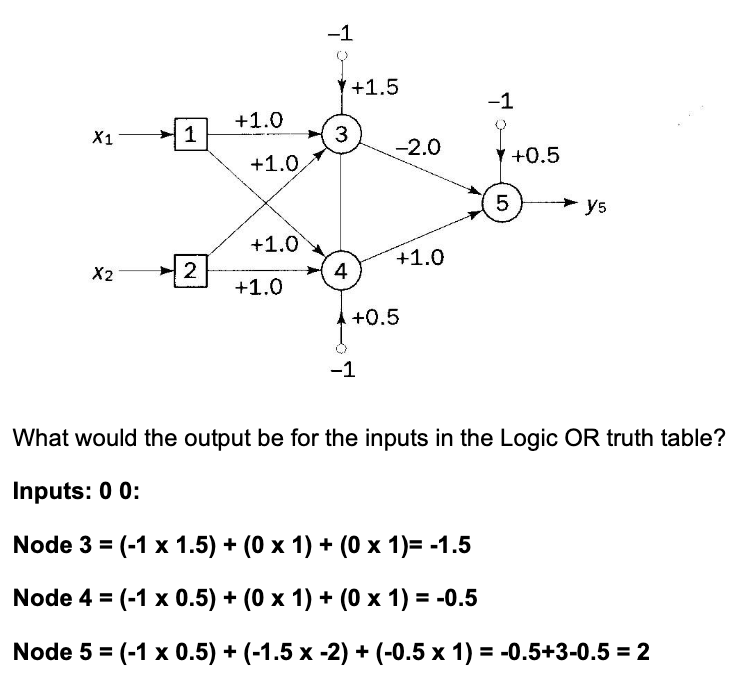 −1
+1.5
−1
x1
1
+1.0
3
−2.0
+0.5
+1.0
5
y5
+1.0
x2
2
4
+1.0
+1.0
+0.5
−1
What would the output be for the inputs in the Logic OR truth table?
Inputs: 0 0:
Node 3 = (-1 x 1.5) + (0 x 1) + (0 x 1)= -1.5
Node 4 = (-1 x 0.5) + (0 x 1) + (0 x 1) = -0.5
Node 5 = (-1 x 0.5) + (-1.5 x -2) + (-0.5 x 1) = -0.5+3-0.5 = 2